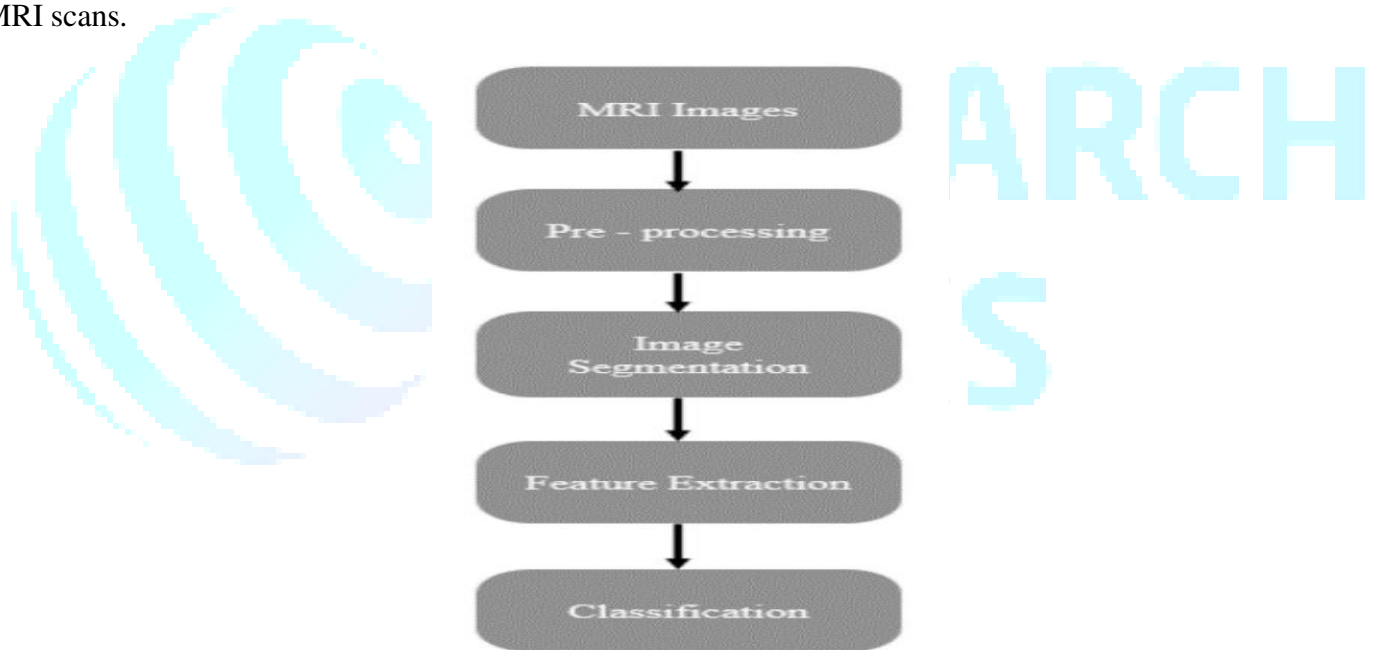 MRI scans.
MRI Images
Pre - processing
Image
Segmentation
Feature Extraction
Classification
ARCH
S